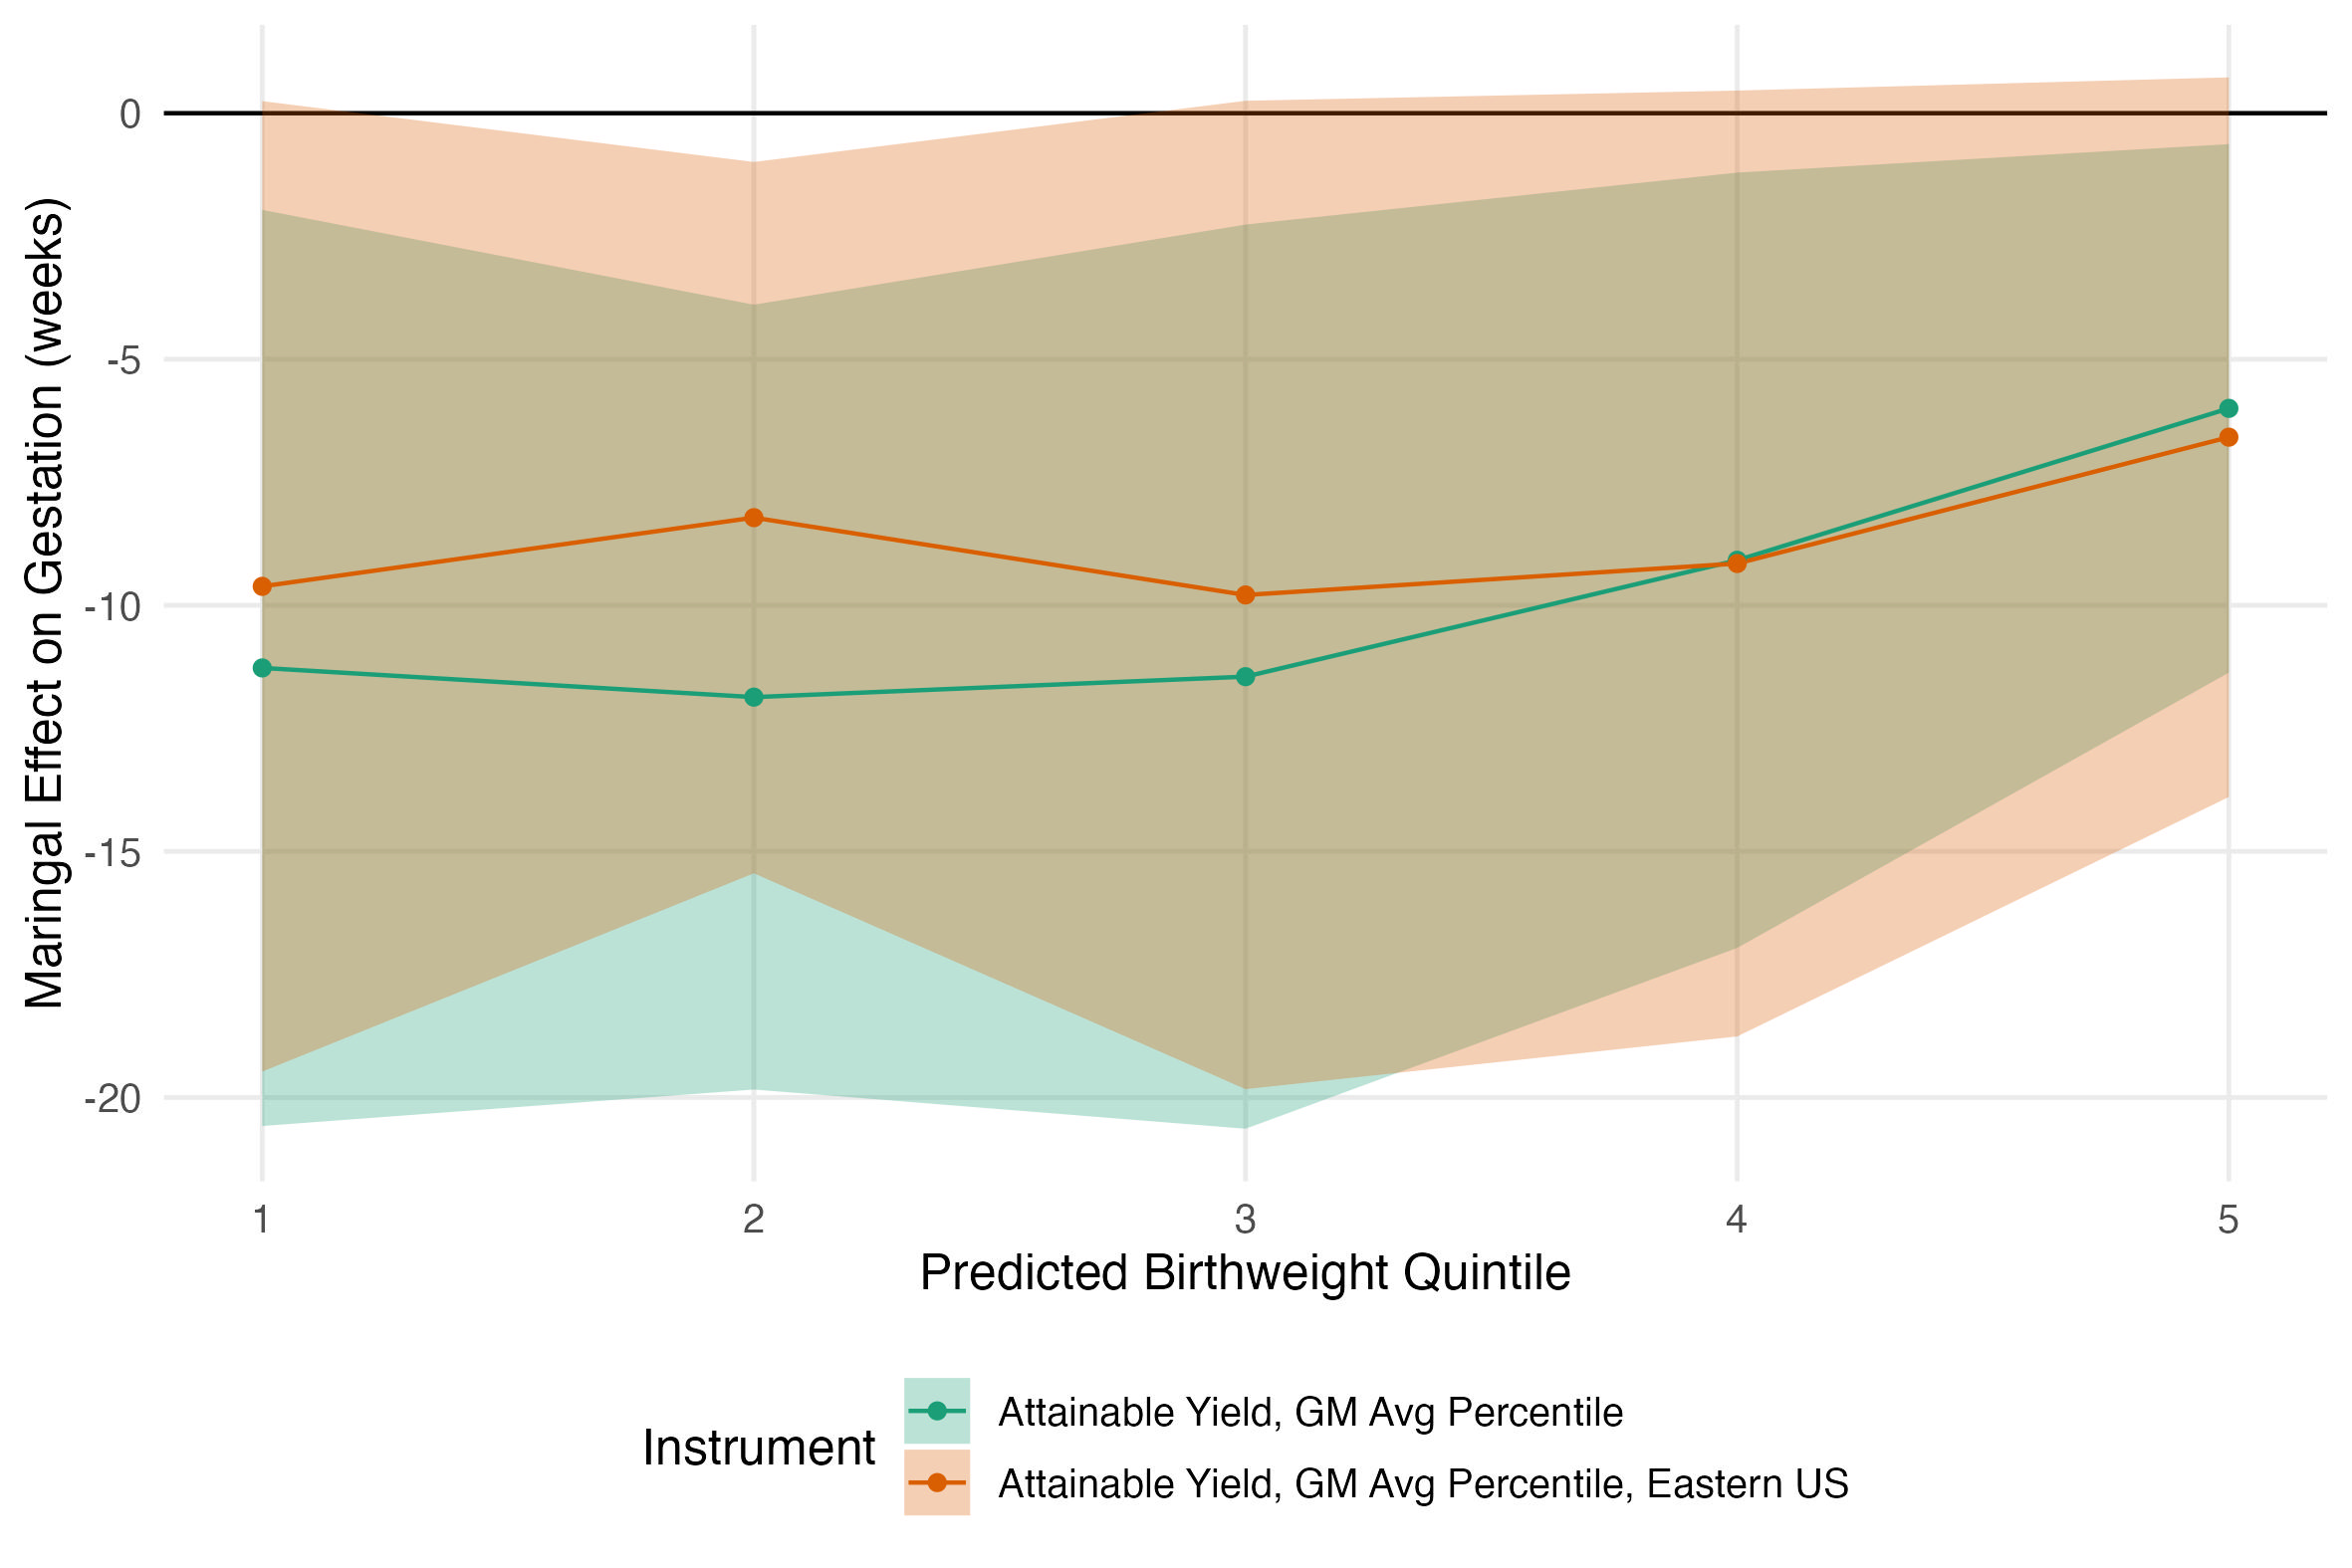 Maringal Effect on Gestation (weeks)
0
-5
-10
-15
-20
1 2 3 4 5
Predicted Birthweight Quintile
Instrument
Attainable Yield, GM Avg Percentile
Attainable Yield, GM Avg Percentile, Eastern US